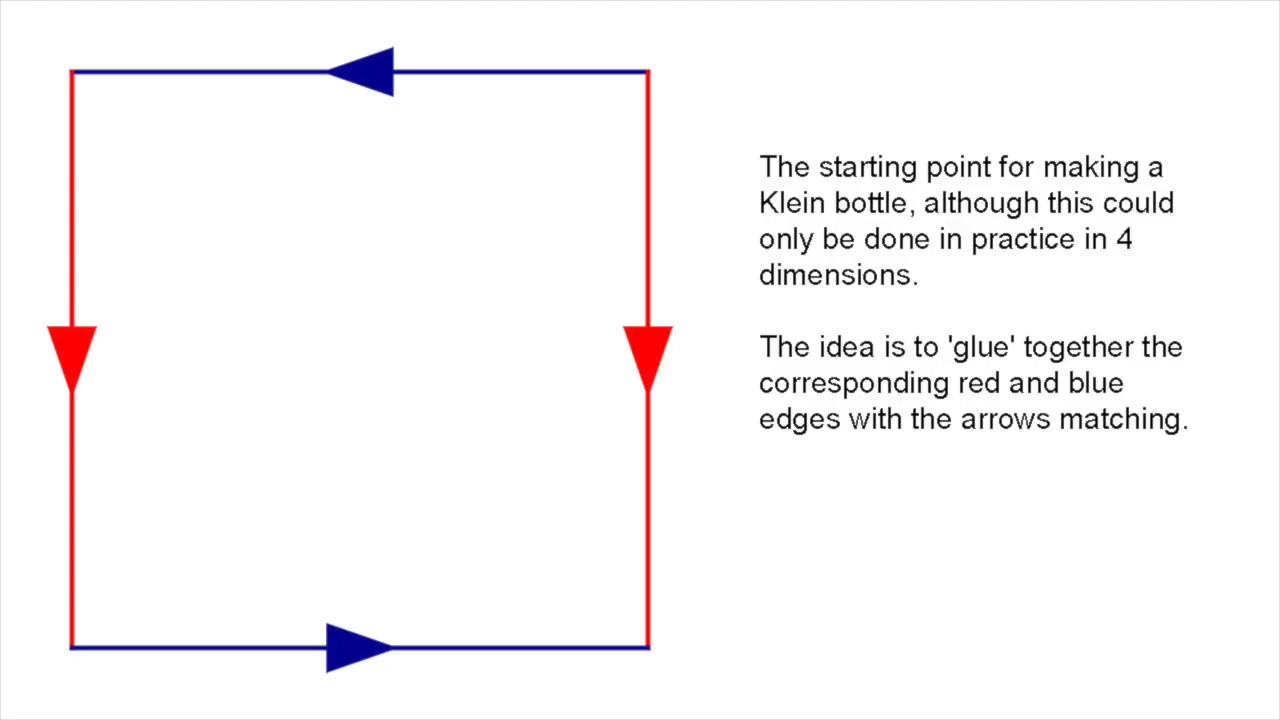 The starting point for making a
Klein bottle, although this could
only be done in practice in 4
dimensions.
The idea is to 'glue' together the
corresponding red and blue
edges with the arrows matching.